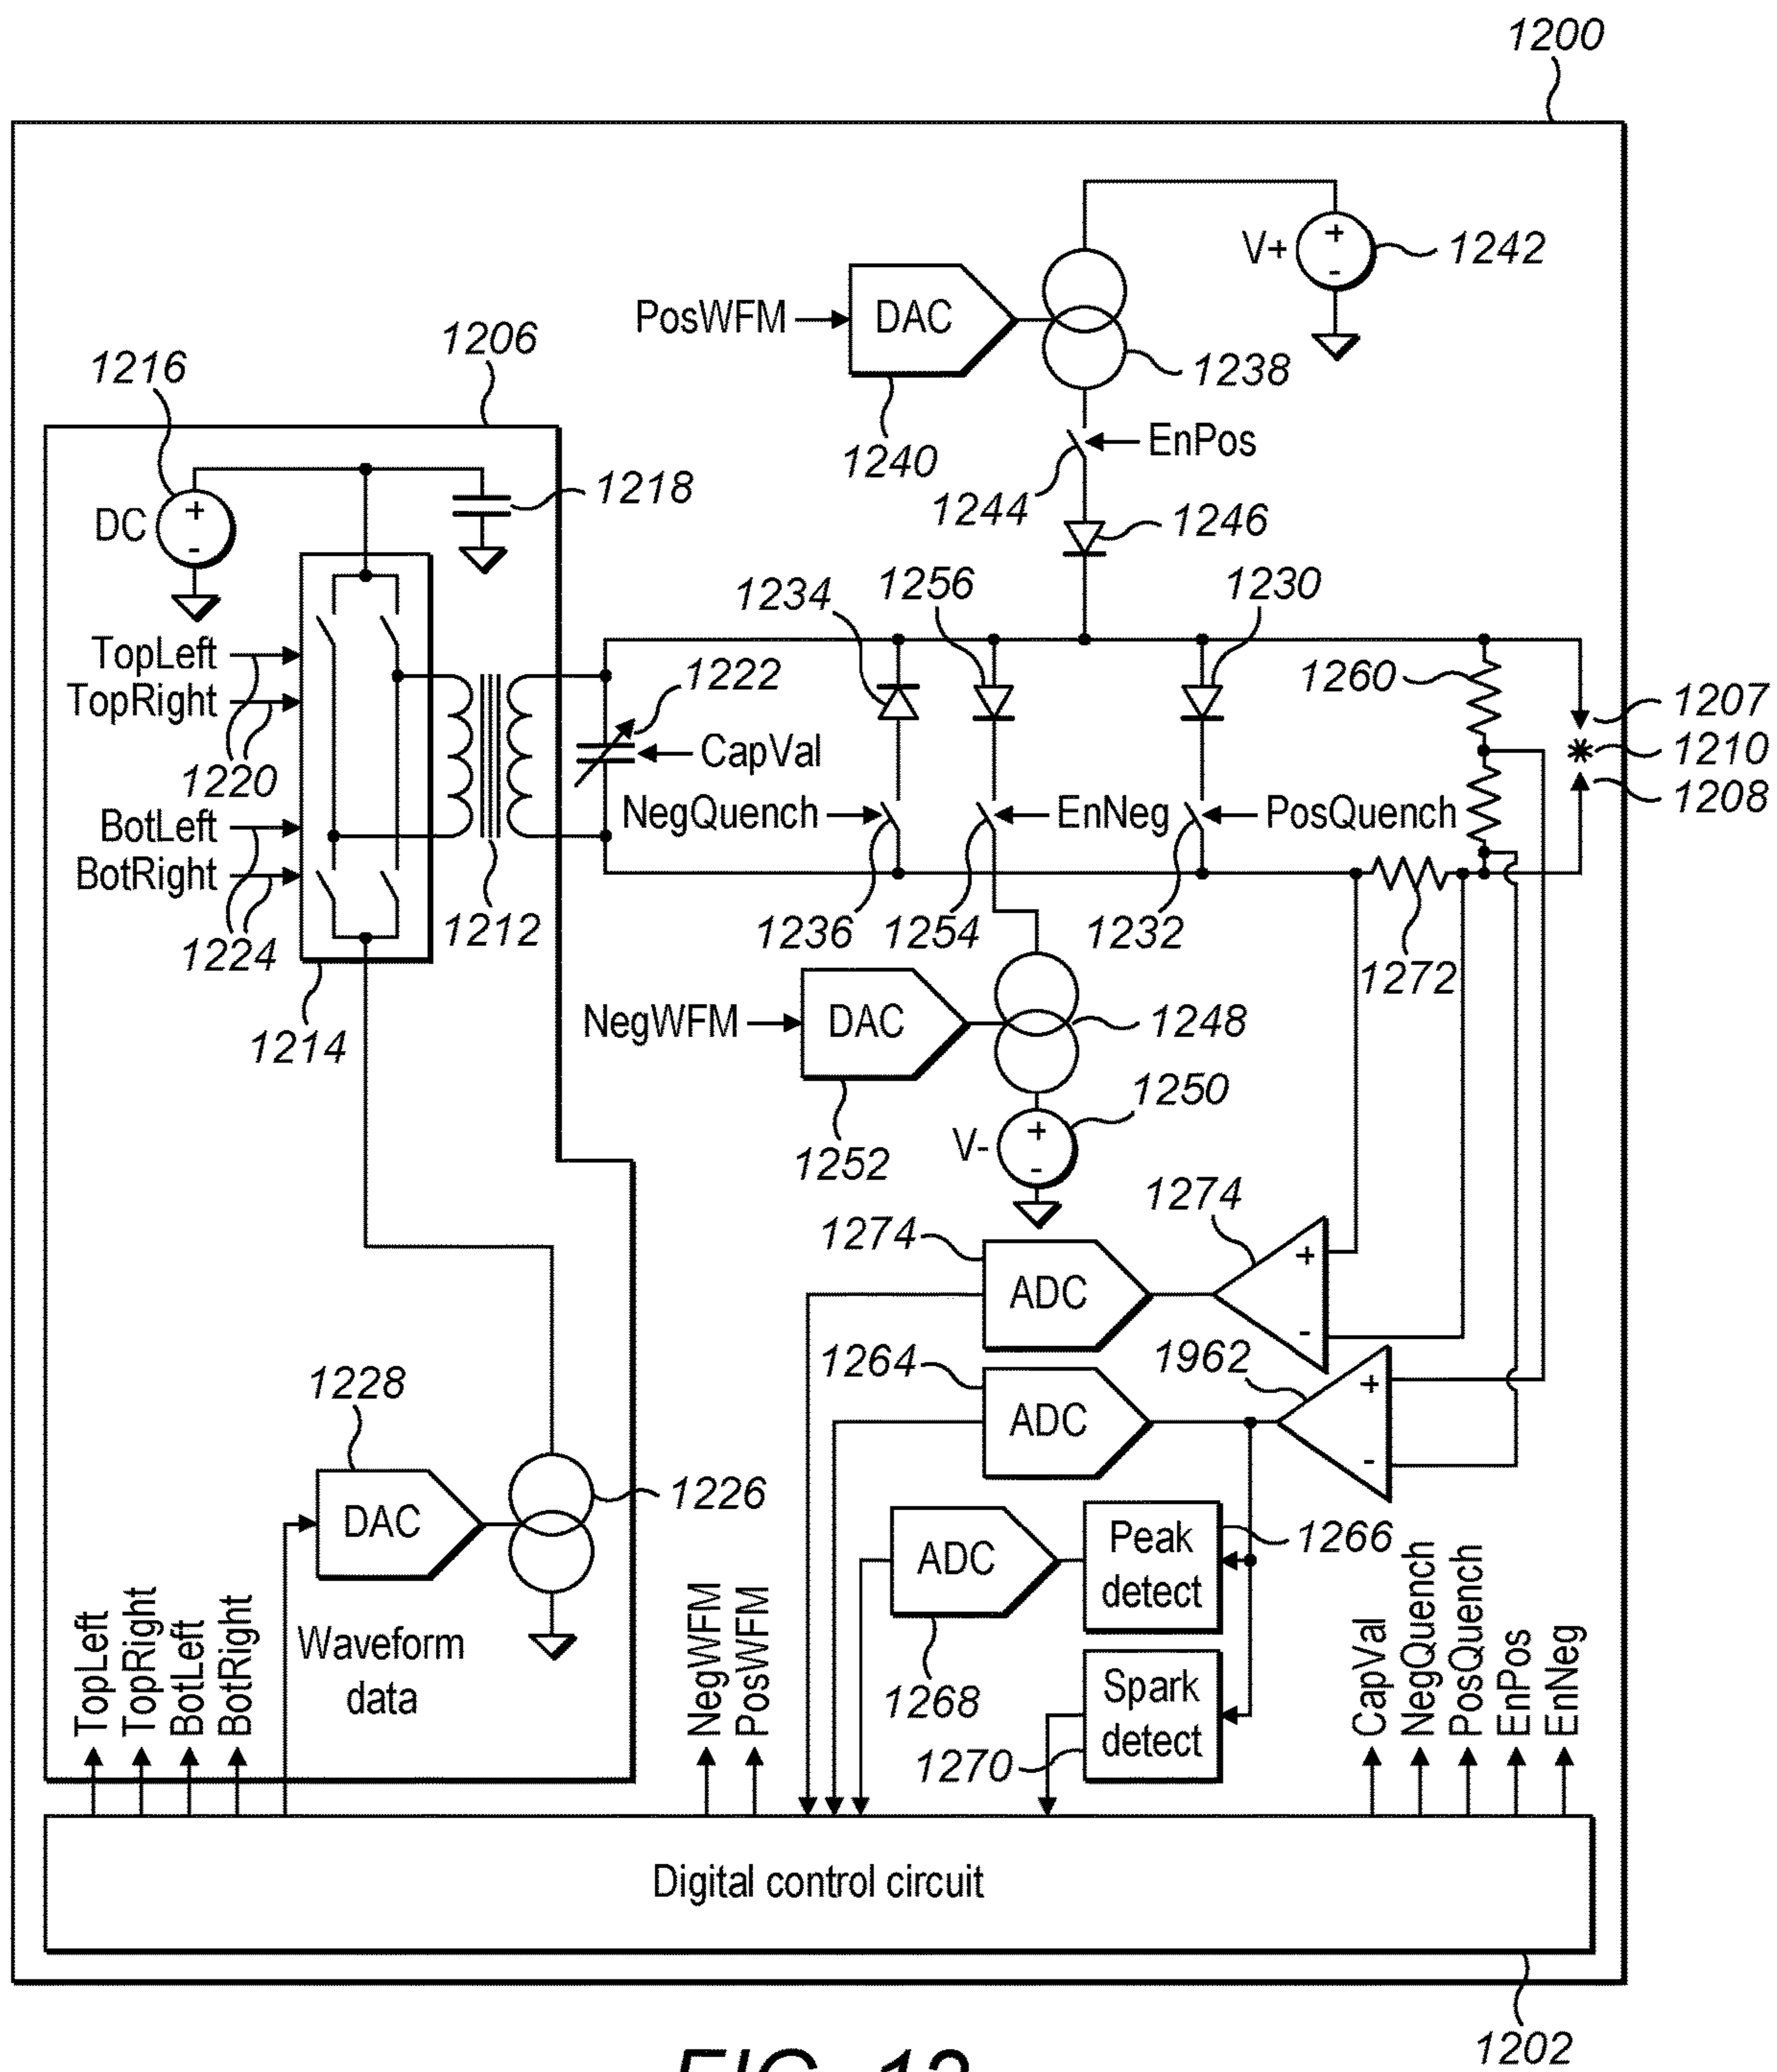 1200
V+
+
-
1242
PosWFM
DAC
1238
1240
1206
1216
EnPos
1244
1218
DC
+
-
1246
1234
1256
1230
TopLeft
TopRight
1220
1222
CapVal
1260
1207
1210
1208
BotLeft
BotRight
1224
NegQuench
EnNeg
PosQuench
1212
1236
1254
1232
1272
1214
NegWFM
DAC
1248
1252
V-
+
-
1250
1274
ADC
1274
+
-
1264
ADC
1962
+
-
1228
DAC
1226
ADC
1268
Peak
detect
1266
Spark
detect
1270
Waveform
data
TopLeft
TopRight
BotLeft
BotRight
NegWFM
PosWFM
CapVal
NegQuench
PosQuench
EnPos
EnNeg
Digital control circuit
1202
FIG. 12